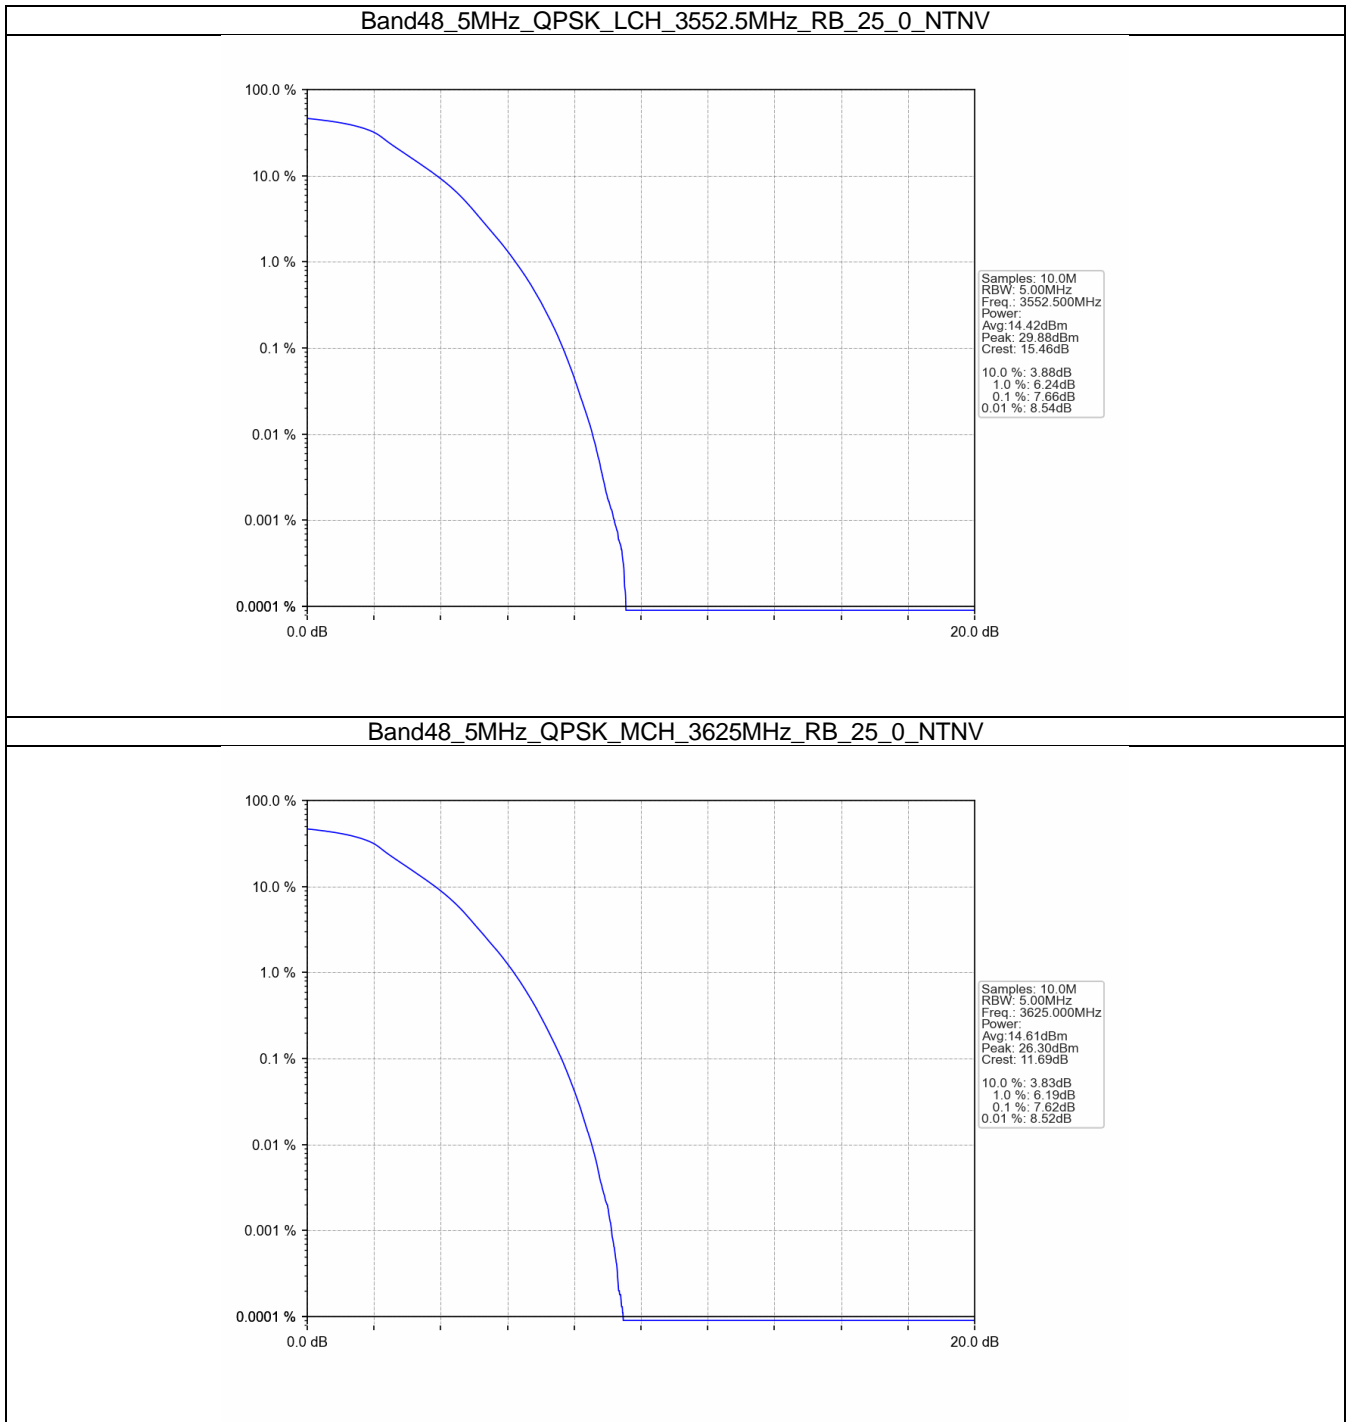 Band48_5MHz_QPSK_LCH_3552.5MHz_RB_25_0_NTNV
100.0 %
10.0 %
1.0 %
0.1 %
0.01 %
0.001 %
0.0001 %
0.0 dB
20.0 dB
Samples: 10.0M
RBW: 5.00MHz
Freq.: 3552.500MHz
Power:
Avg:14.42dBm
Peak: 29.88dBm
Crest: 15.46dB
10.0 %: 3.88dB
1.0 %: 6.24dB
0.1 %: 7.66dB
0.01 %: 8.54dB
Band48_5MHz_QPSK_MCH_3625MHz_RB_25_0_NTNV
100.0 %
10.0 %
1.0 %
0.1 %
0.01 %
0.001 %
0.0001 %
0.0 dB
20.0 dB
Samples: 10.0M
RBW: 5.00MHz
Freq.: 3625.000MHz
Power:
Avg:14.61dBm
Peak: 26.30dBm
Crest: 11.69dB
10.0 %: 3.83dB
1.0 %: 6.19dB
0.1 %: 7.62dB
0.01 %: 8.52dB